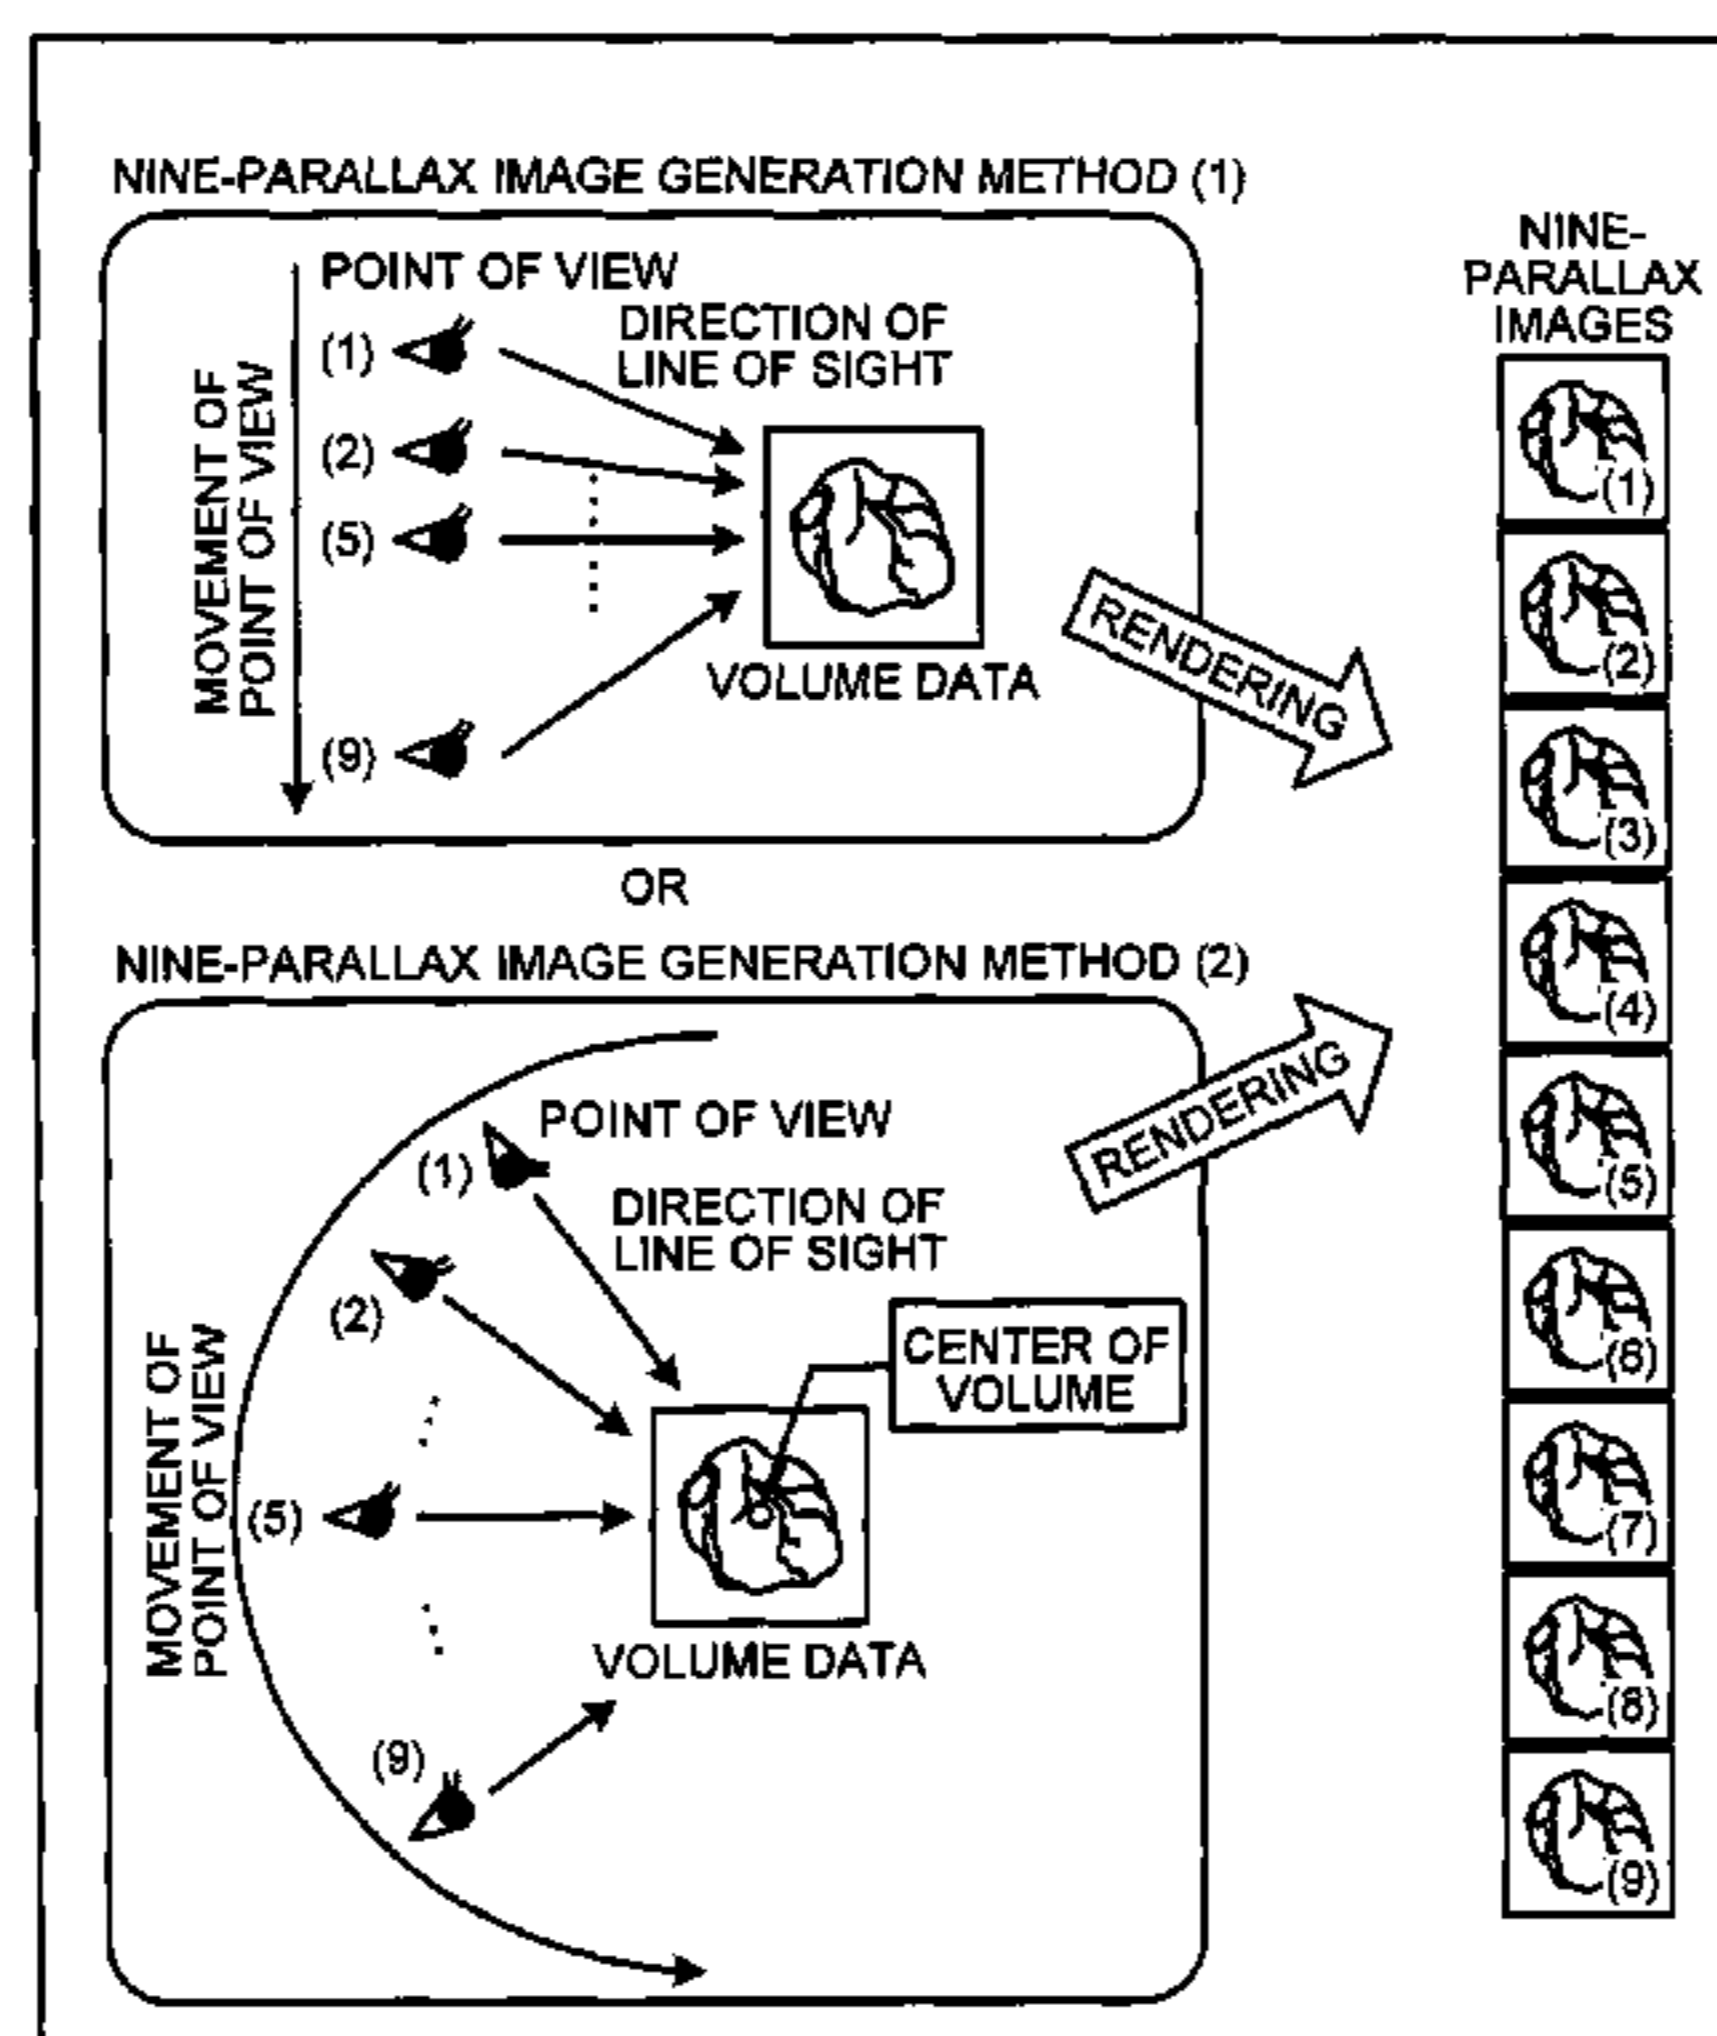 NINE-PARALLAX IMAGE GENERATION METHOD (1)
POINT OF VIEW
DIRECTION OF
LINE OF SIGHT
MOVEMENT OF
POINT OF VIEW
(1)
(2)
(5)
(9)
VOLUME DATA
RENDERING
OR
NINE-PARALLAX IMAGE GENERATION METHOD (2)
POINT OF VIEW
(1)
DIRECTION OF
LINE OF SIGHT
(2)
CENTER OF
VOLUME
MOVEMENT OF
POINT OF VIEW
(5)
VOLUME DATA
(9)
RENDERING
NINE-
PARALLAX
IMAGES
(1)
(2)
(3)
(4)
(5)
(6)
(7)
(8)
(9)